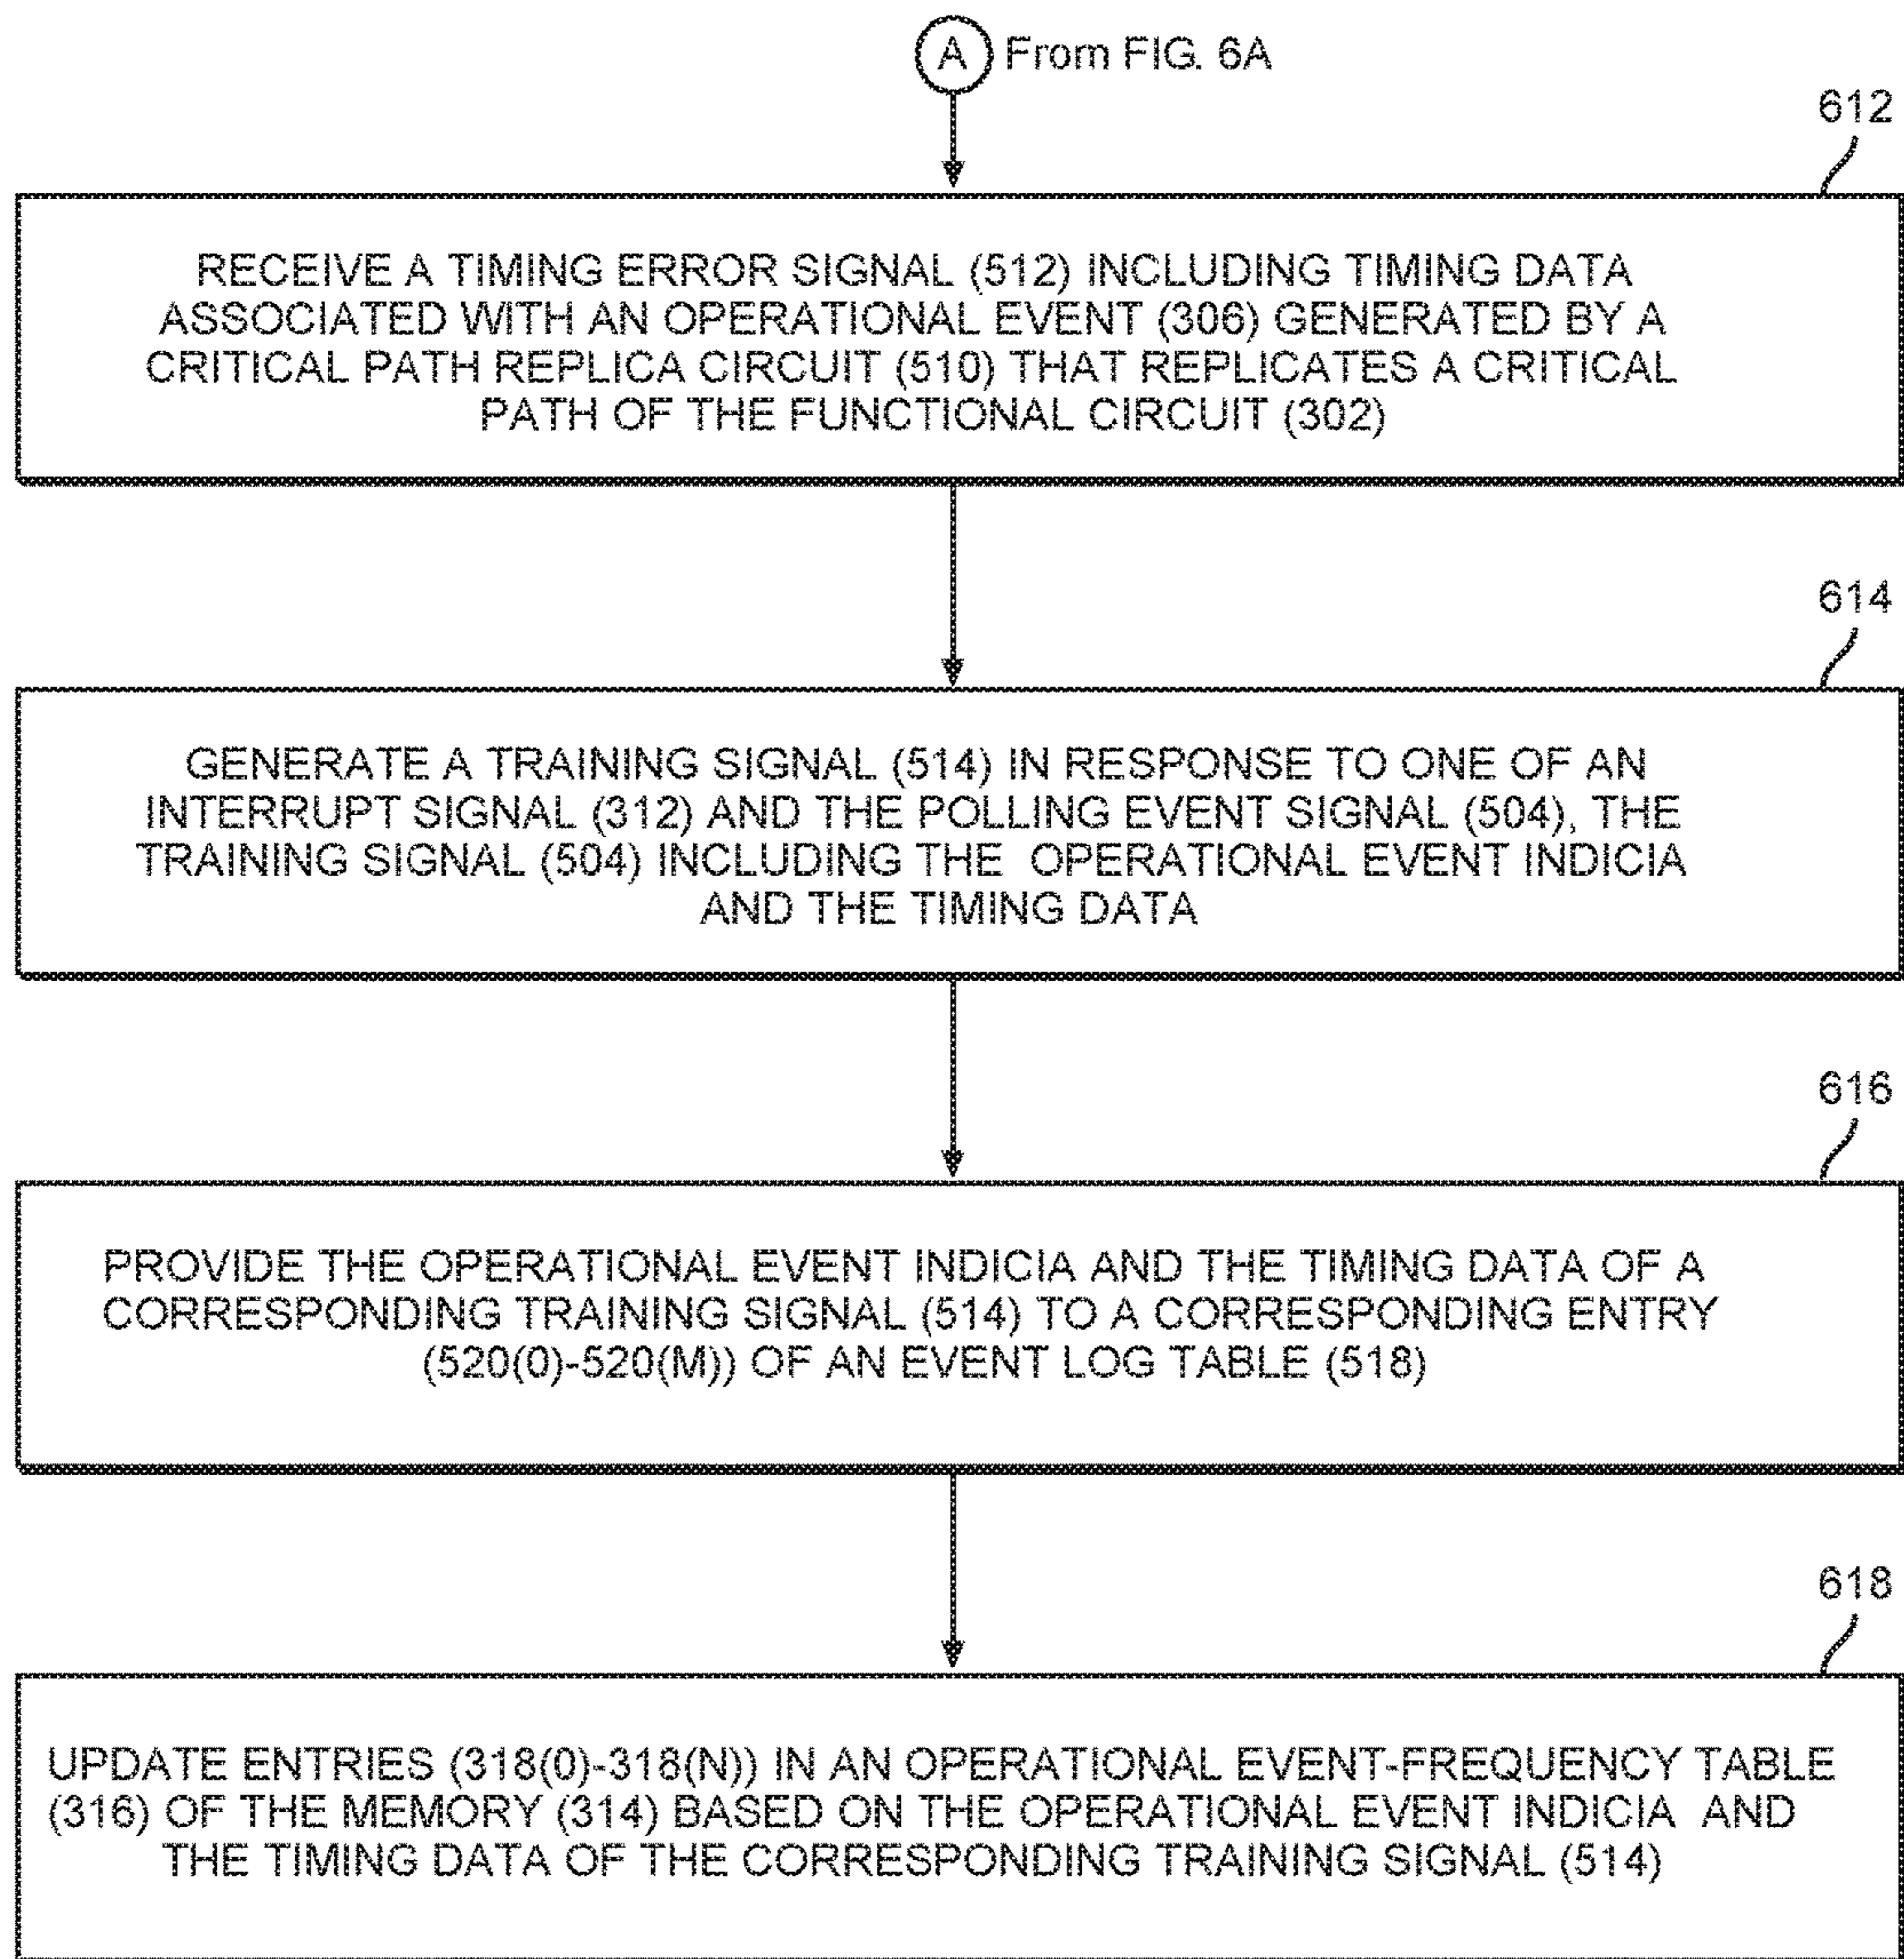 A From FIG. 6A
612
RECEIVE A TIMING ERROR SIGNAL (512) INCLUDING TIMING DATA
ASSOCIATED WITH AN OPERATIONAL EVENT (306) GENERATED BY A
CRITICAL PATH REPLICA CIRCUIT (510) THAT REPLICATES A CRITICAL
PATH OF THE FUNCTIONAL CIRCUIT (302)
614
GENERATE A TRAINING SIGNAL (514) IN RESPONSE TO ONE OF AN
INTERRUPT SIGNAL (312) AND THE POLLING EVENT SIGNAL (504), THE
TRAINING SIGNAL (504) INCLUDING THE OPERATIONAL EVENT INDICIA
AND THE TIMING DATA
616
PROVIDE THE OPERATIONAL EVENT INDICIA AND THE TIMING DATA OF A
CORRESPONDING TRAINING SIGNAL (514) TO A CORRESPONDING ENTRY
(520(0)-520(M)) OF AN EVENT LOG TABLE (518)
618
UPDATE ENTRIES (318(0)-318(N)) IN AN OPERATIONAL EVENT-FREQUENCY TABLE
(316) OF THE MEMORY (314) BASED ON THE OPERATIONAL EVENT INDICIA AND
THE TIMING DATA OF THE CORRESPONDING TRAINING SIGNAL (514)